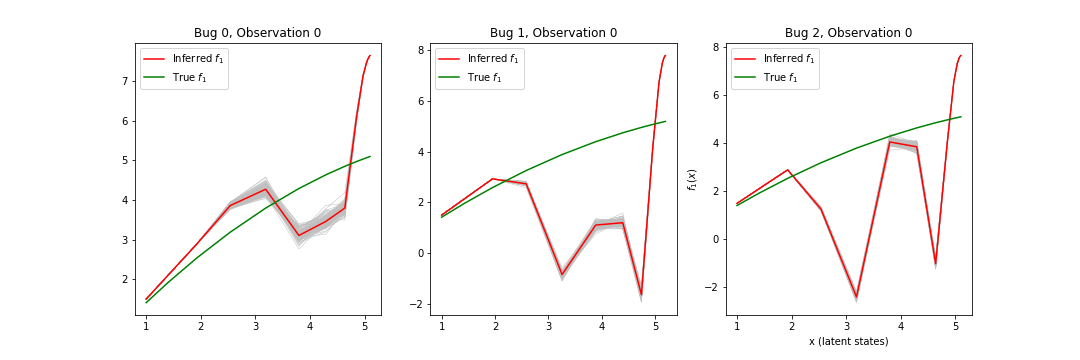 Bug 0, Observation 0
Inferred f₁
True f₁
7
6
5
4
3
2
1 2 3 4 5
Bug 1, Observation 0
Inferred f₁
True f₁
8
6
4
2
0
−2
1 2 3 4 5
Bug 2, Observation 0
Inferred f₁
True f₁
f₁(x)
8
6
4
2
0
−2
1 2 3 4 5
x (latent states)